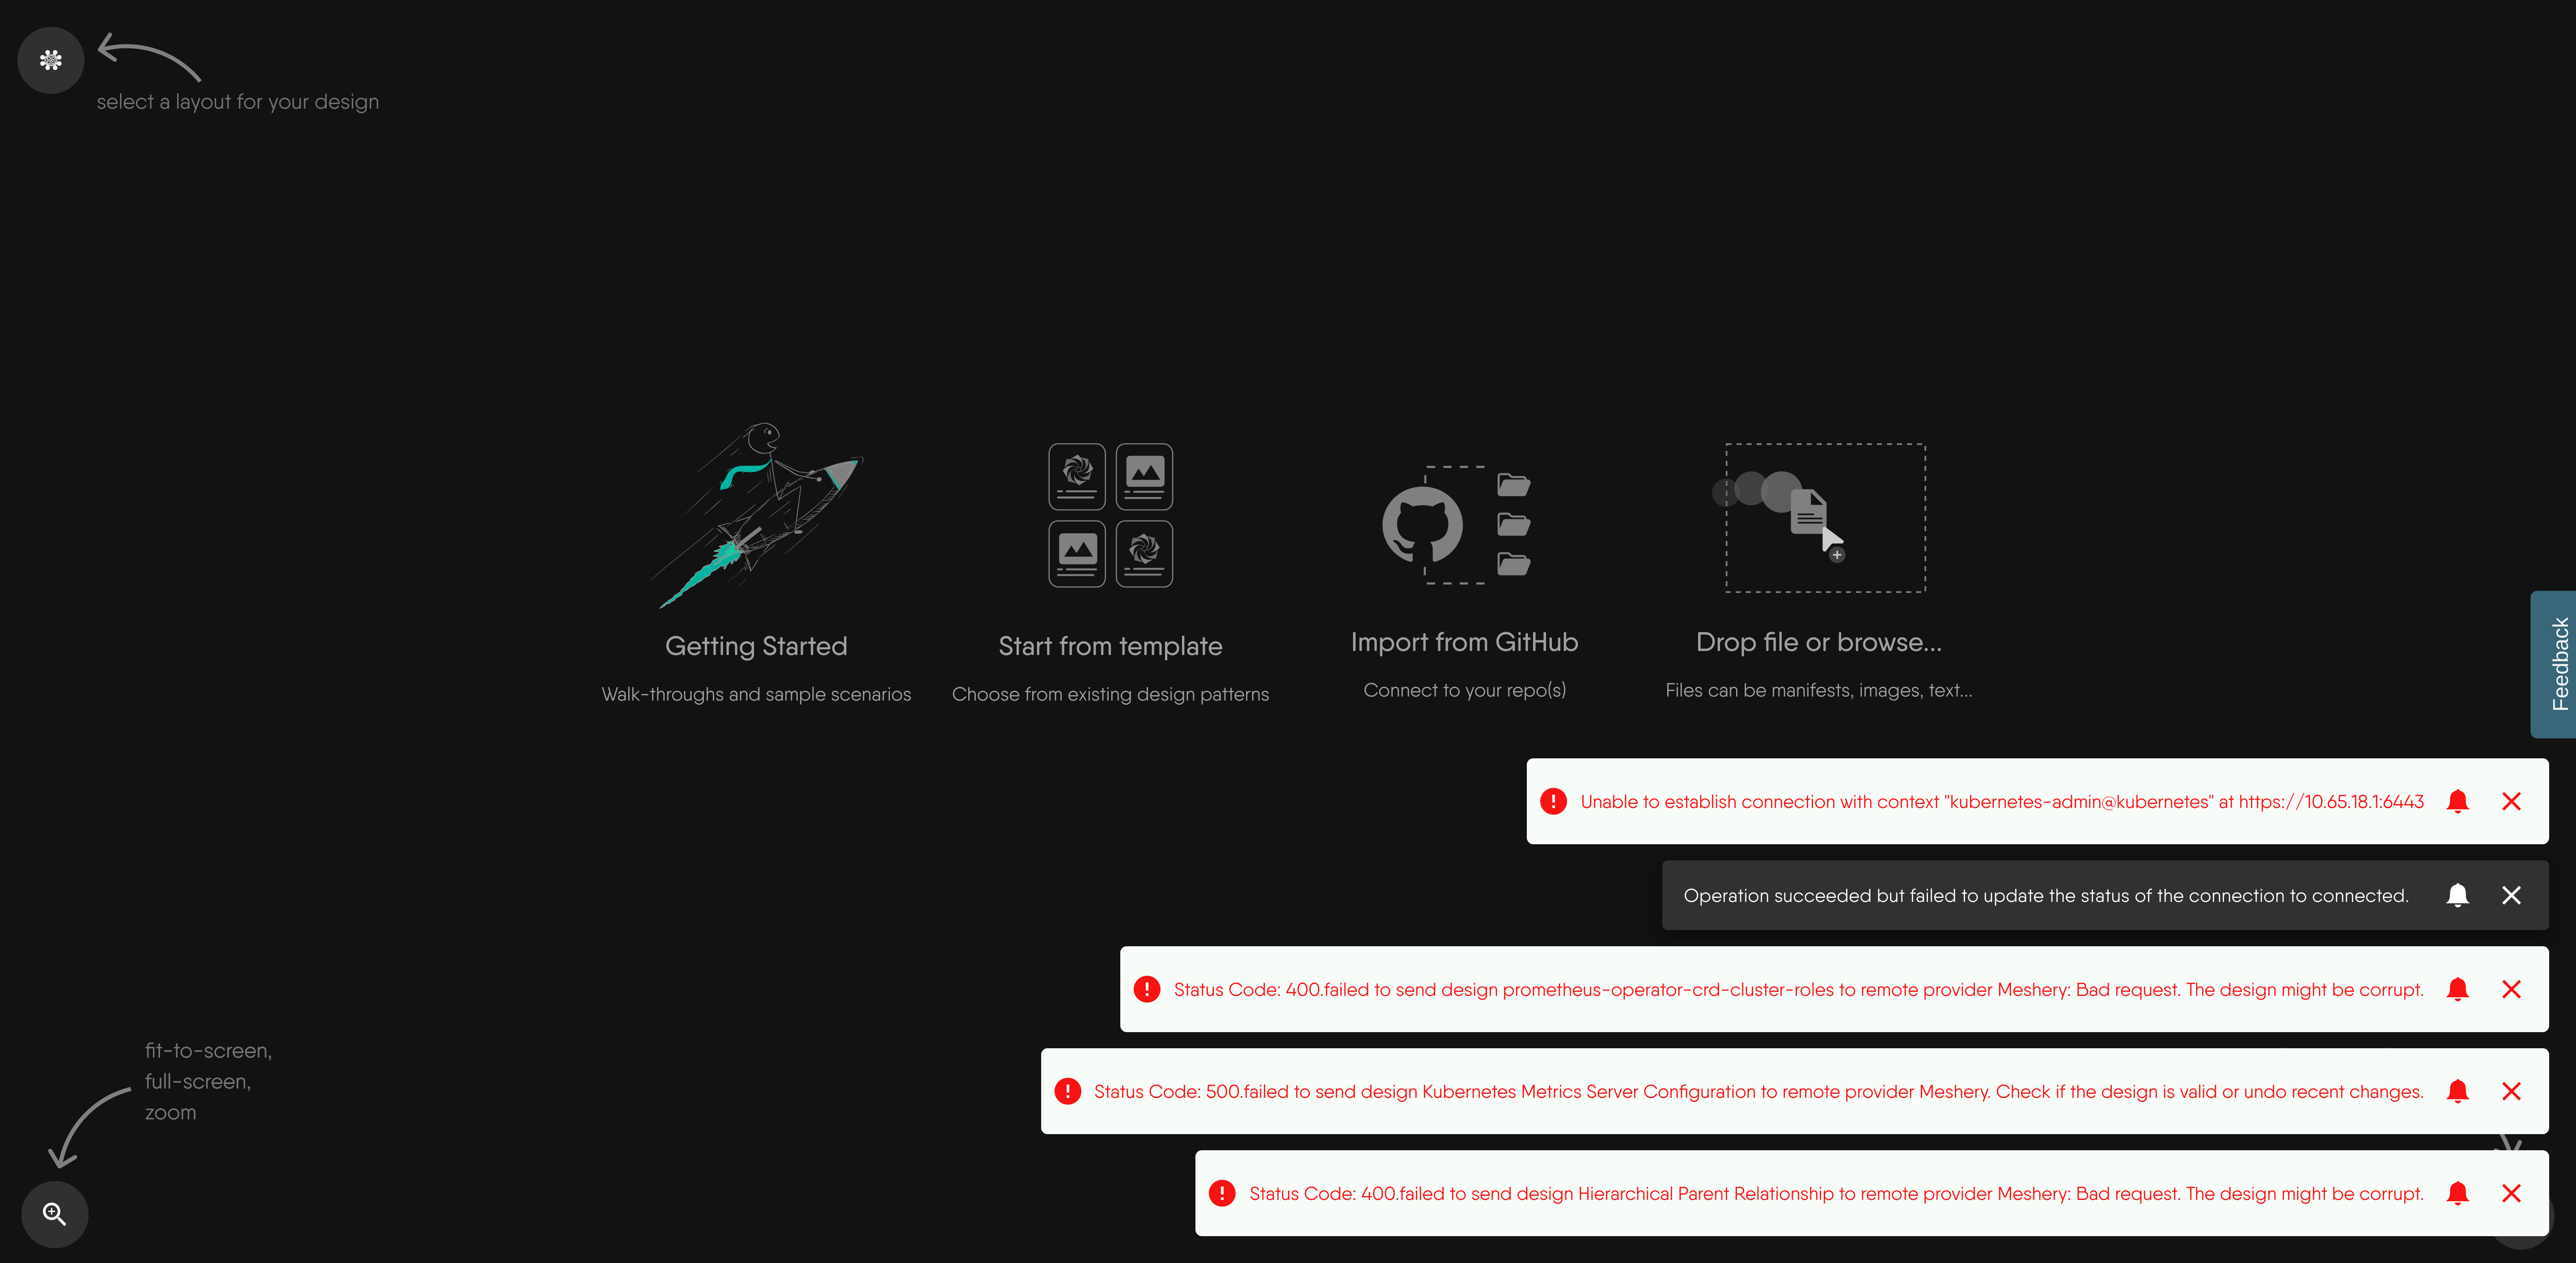 select a layout for your design
Getting Started
Walk-throughs and sample scenarios
Start from template
Choose from existing design patterns
Import from GitHub
Connect to your repo(s)
Drop file or browse...
Files can be manifests, images, text...
Feedback
Unable to establish connection with context "kubernetes-admin@kubernetes" at https://10.65.18.1:6443
Operation succeeded but failed to update the status of the connection to connected.
Status Code: 400.failed to send design prometheus-operator-crd-cluster-roles to remote provider Meshery: Bad request. The design might be corrupt.
Status Code: 500.failed to send design Kubernetes Metrics Server Configuration to remote provider Meshery. Check if the design is valid or undo recent changes.
Status Code: 400.failed to send design Hierarchical Parent Relationship to remote provider Meshery: Bad request. The design might be corrupt.
fit-to-screen,
full-screen,
zoom